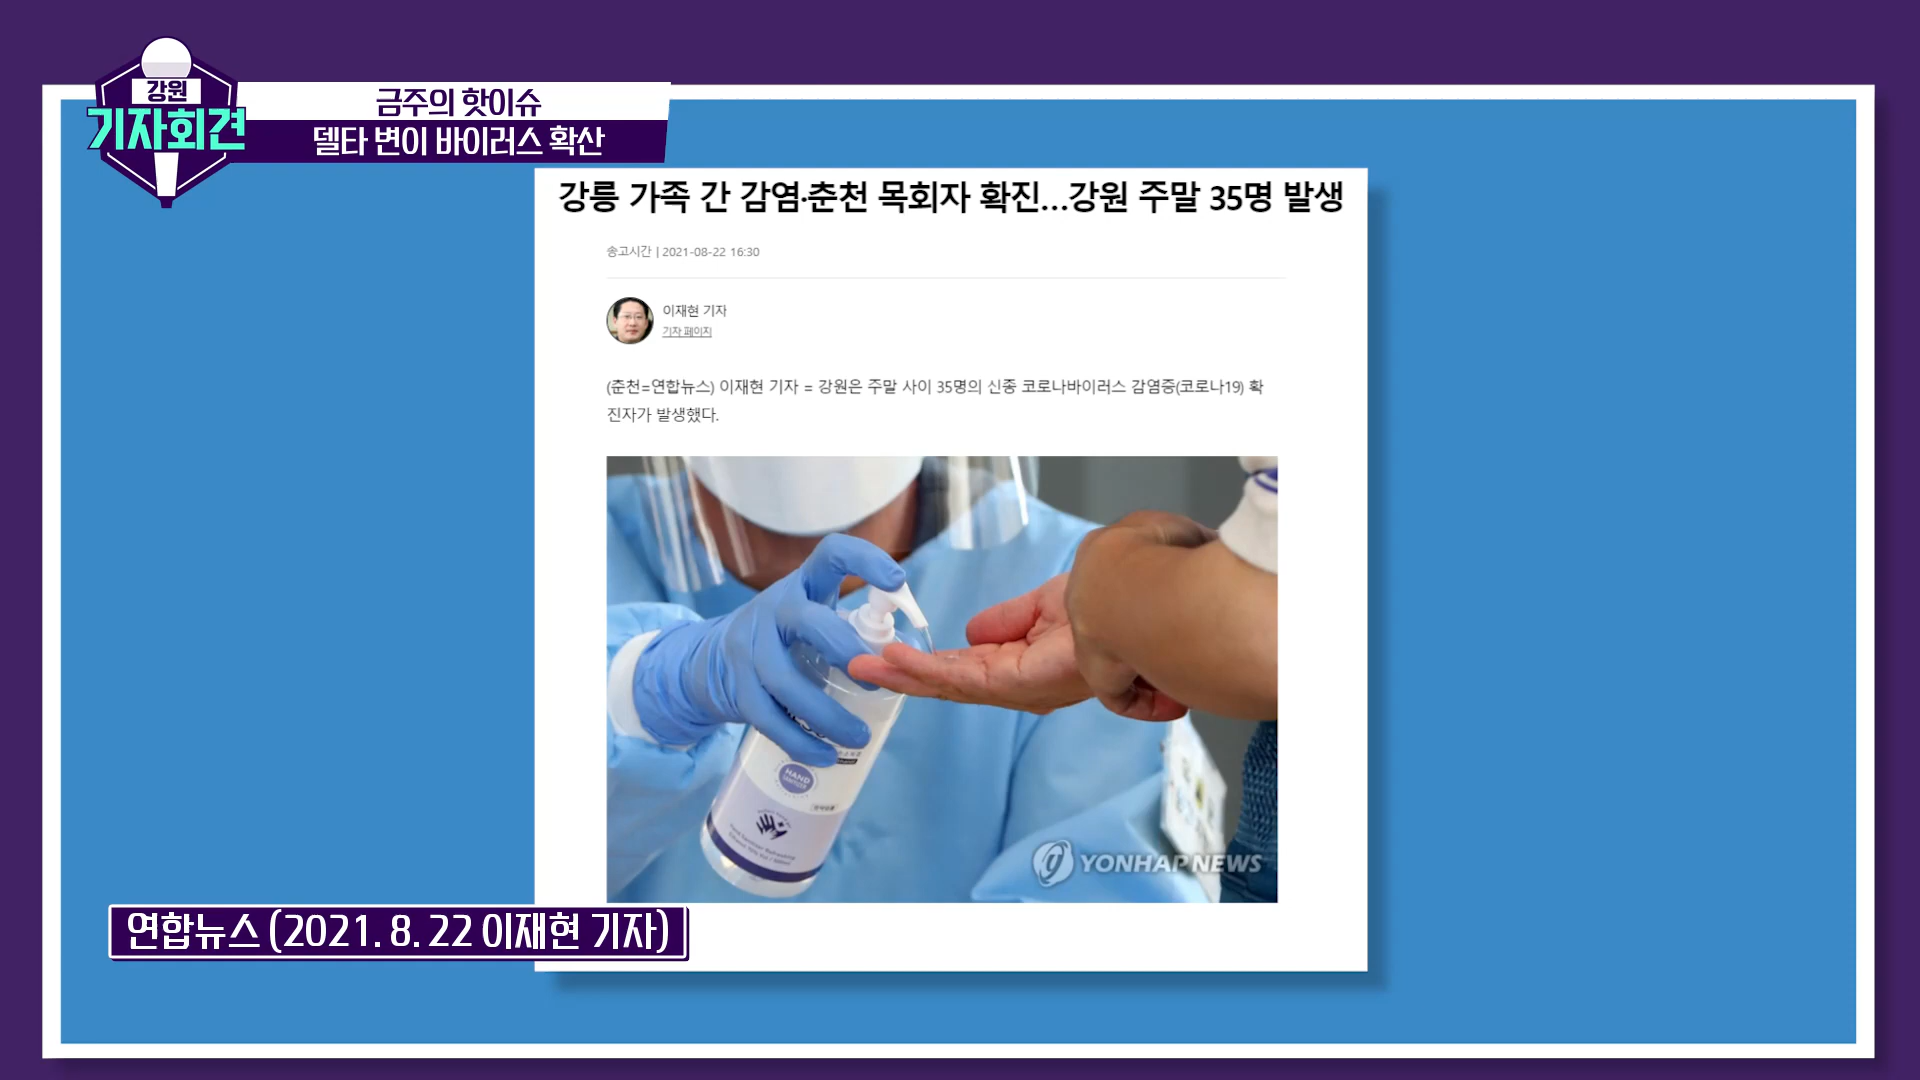 강원
기자회견
금주의 핫이슈
델타 변이 바이러스 확산
강릉 가족 간 감염·춘천 목회자 확진...강원 주말 35명 발생
송고시간 | 2021-08-22 16:30
이재현 기자
기자 페이지
(춘천=연합뉴스) 이재현 기자 = 강원은 주말 사이 35명의 신종 코로나바이러스 감염증(코로나19) 확
진자가 발생했다.
HAND
SANITIZER
YONHAP NEWS
연합뉴스 (2021. 8. 22 이재현 기자)